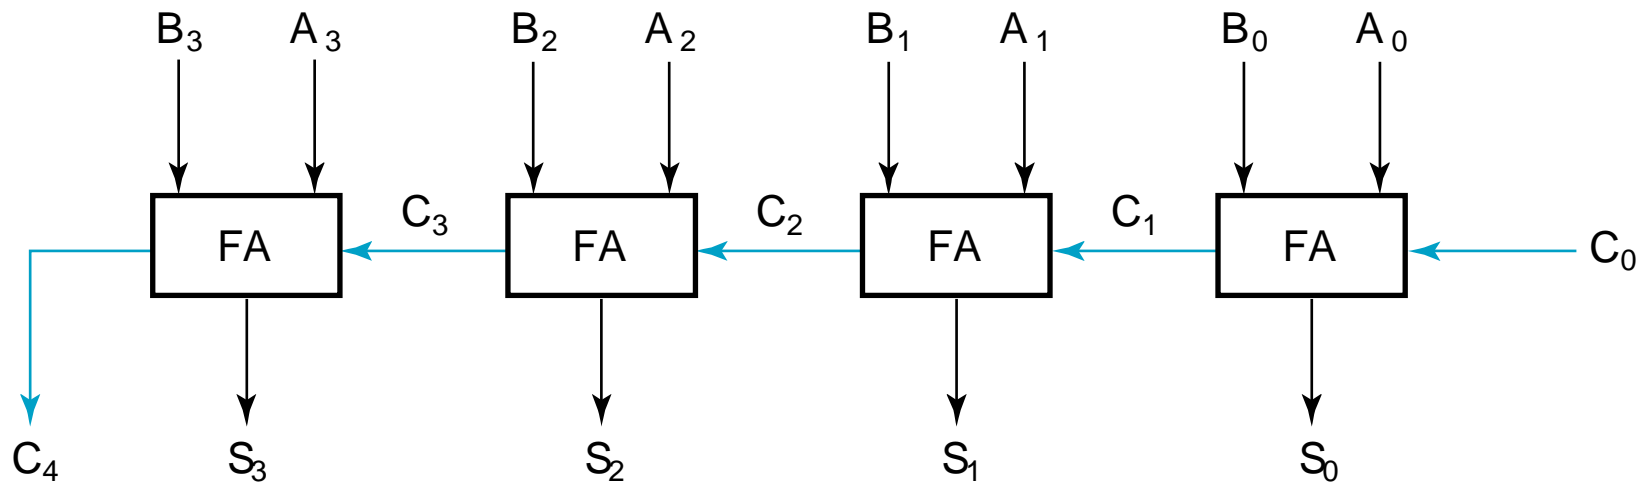 B3 A3 B2 A2 B1 A1 B0 A0
C3 C2 C1
FA FA FA FA C0
C4 S3 S2 S1 S0